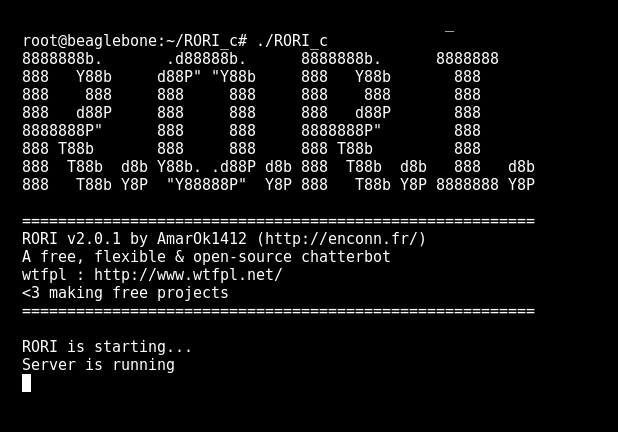 root@beaglebone:~/RORI_c# ./RORI_c
8888888b.       .d88888b.      8888888b.      8888888
888   Y88b     d88P" "Y88b     888   Y88b       888
888    888     888     888     888    888       888
888   d88P     888     888     888   d88P       888
8888888P"      888     888     8888888P"        888
888 T88b       888     888     888 T88b         888
888  T88b  d8b Y88b. .d88P d8b 888  T88b  d8b   888   d8b
888   T88b Y8P  "Y88888P"  Y8P 888   T88b Y8P 8888888 Y8P
=========================================================
RORI v2.0.1 by AmarOk1412 (http://enconn.fr/)
A free, flexible & open-source chatterbot
wtfpl : http://www.wtfpl.net/
<3 making free projects
=========================================================
RORI is starting...
Server is running